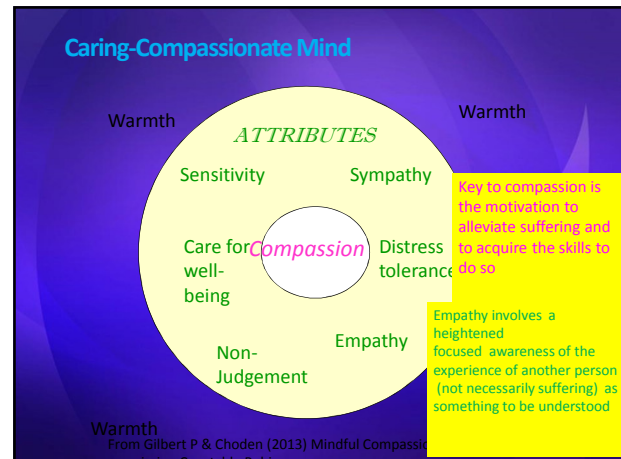 Caring-Compassionate Mind
Warmth
Warmth
ATTRIBUTES
Sensitivity
Sympathy
Key to compassion is
the motivation to
alleviate suffering and
to acquire the skills to
do so
Care for
well-
being
Compassion
Distress
tolerance
Empathy involves a
heightened
focused awareness of the
experience of another person
(not necessarily suffering) as
something to be understood
Empathy
Non-
Judgement
Warmth
From Gilbert P & Choden (2013) Mindful